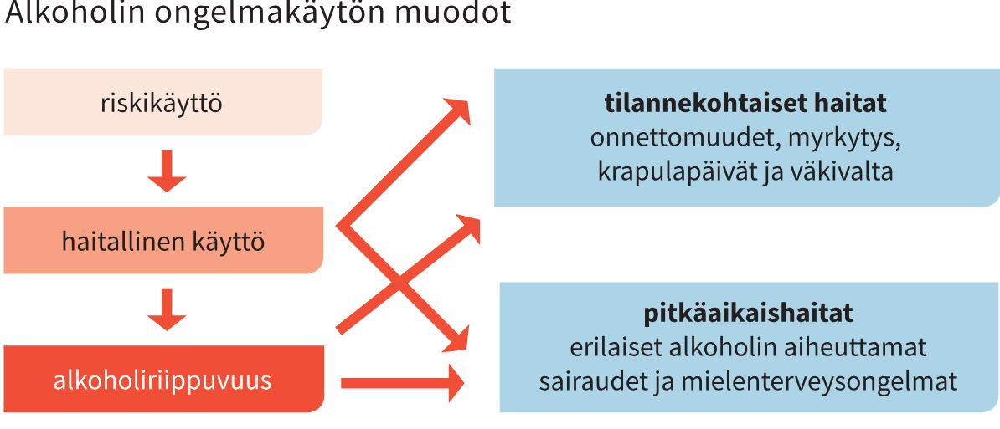 Alkoholin ongelmakäytön muodot
riskikäyttö
haitallinen käyttö
alkoholiriippuvuus
tilannekohtaiset haitat
onnettomuudet, myrkytys,
krapulapäivät ja väkivalta
pitkäaikaishaitat
erilaiset alkoholin aiheuttamat
sairaudet ja mielenterveysongelmat